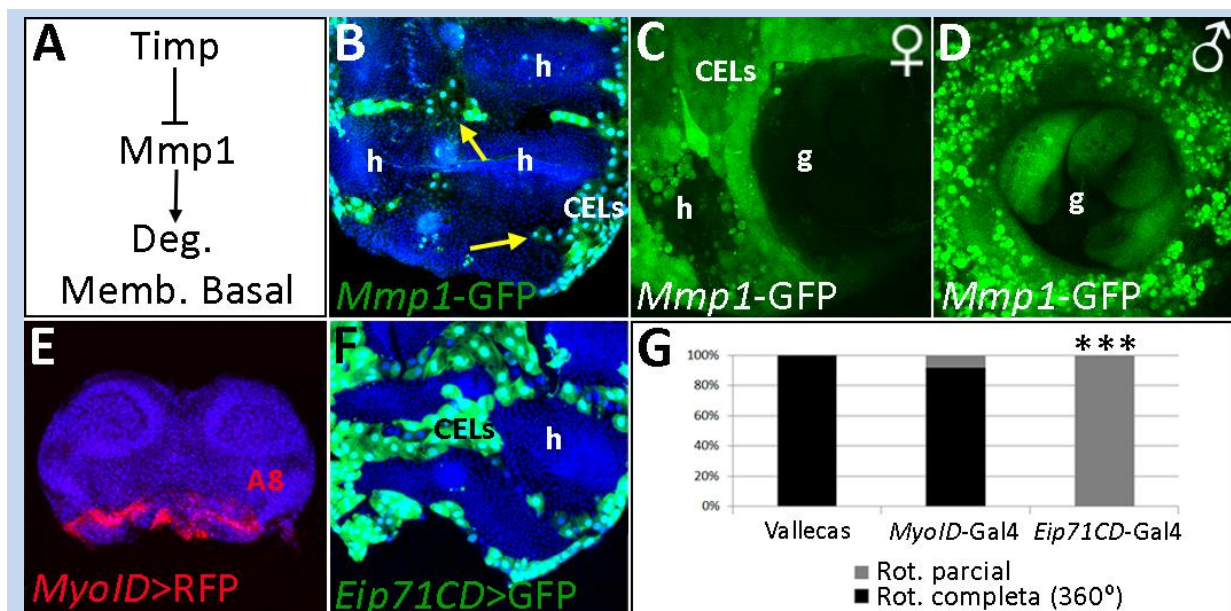 A
Timp
Mmp1
Deg.
Memb. Basal
B
h
h
h
CELs
Mmp1-GFP
C
♀
CELs
h
g
Mmp1-GFP
D
♂
g
Mmp1-GFP
E
A8
MyoID>RFP
F
CELs
h
Eip71CD>GFP
G
***
100%
80%
60%
40%
20%
0%
Vallecas
MyoID-Gal4
Eip71CD-Gal4
Rot. parcial
Rot. completa (360º)